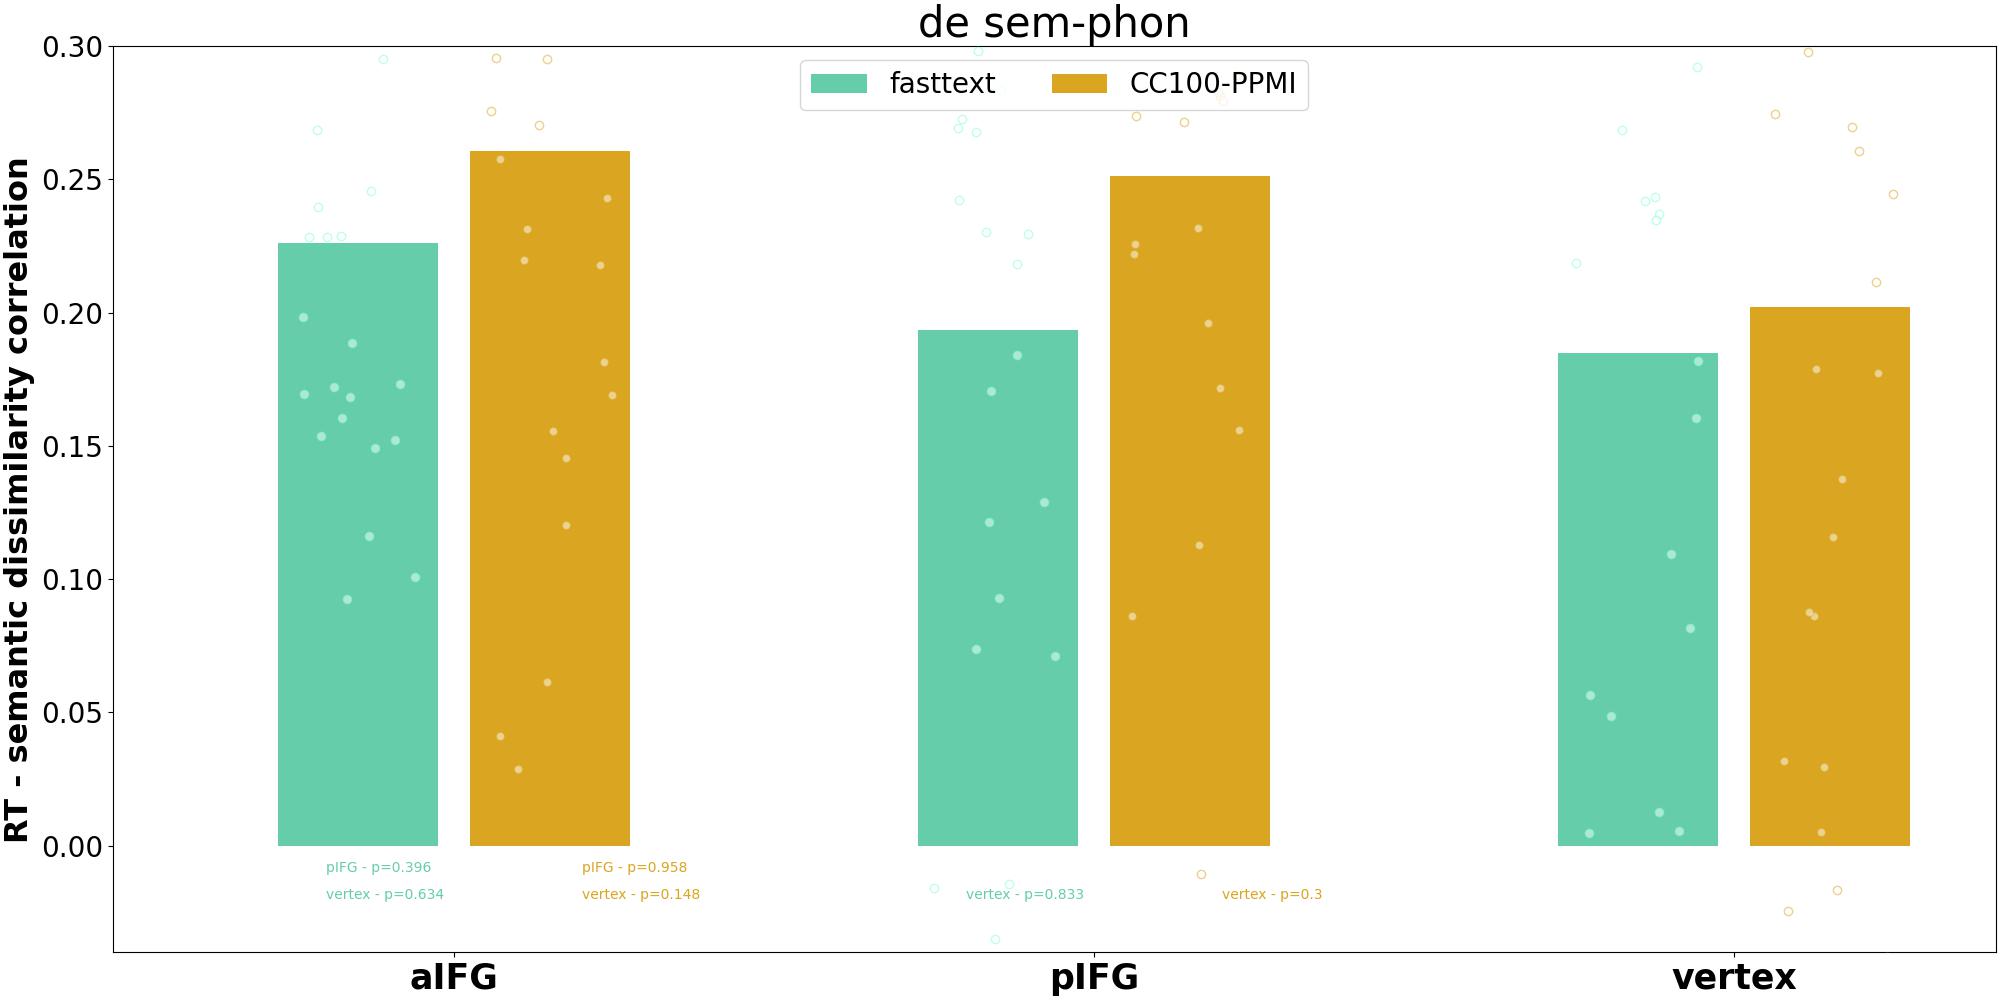 de sem-phon
fasttext
CC100-PPMI
RT - semantic dissimilarity correlation
0.30
0.25
0.20
0.15
0.10
0.05
0.00
pIFG - p=0.396
vertex - p=0.634
pIFG - p=0.958
vertex - p=0.148
vertex - p=0.833
vertex - p=0.3
aIFG
pIFG
vertex